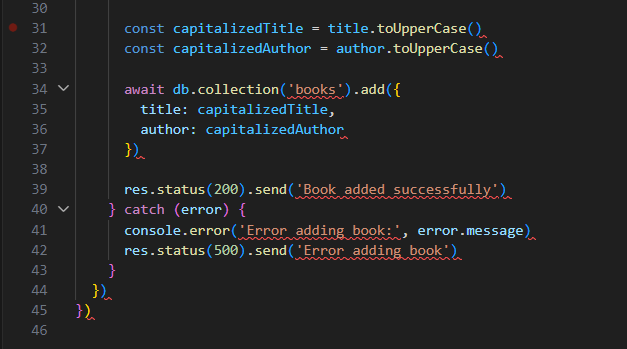 30
31 const capitalizedTitle = title.toUpperCase()
32 const capitalizedAuthor = author.toUpperCase()
33
34 await db.collection('books').add({
35 title: capitalizedTitle,
36 author: capitalizedAuthor
37 })
38
39 res.status(200).send('Book added successfully')
40 } catch (error) {
41 console.error('Error adding book:', error.message)
42 res.status(500).send('Error adding book')
43 }
44 })
45 })
46